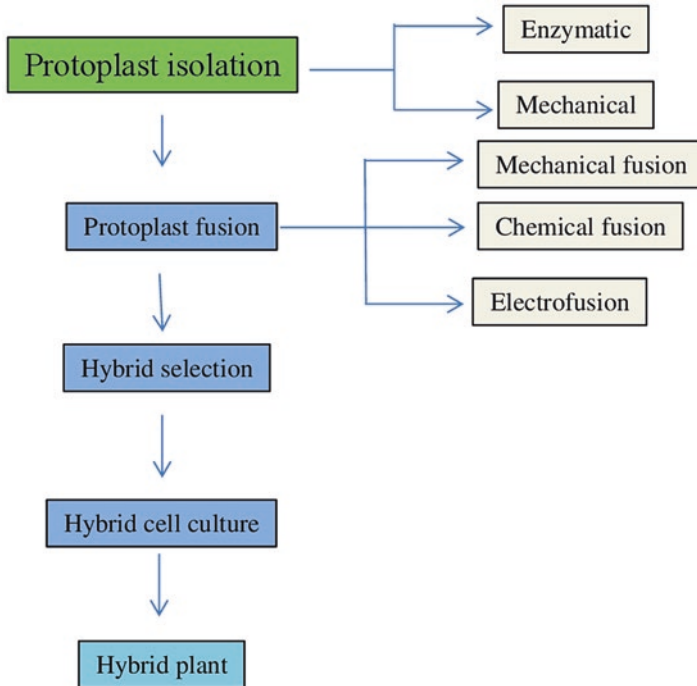 Protoplast isolation
Enzymatic
Mechanical
Protoplast fusion
Mechanical fusion
Chemical fusion
Electrofusion
Hybrid selection
Hybrid cell culture
Hybrid plant